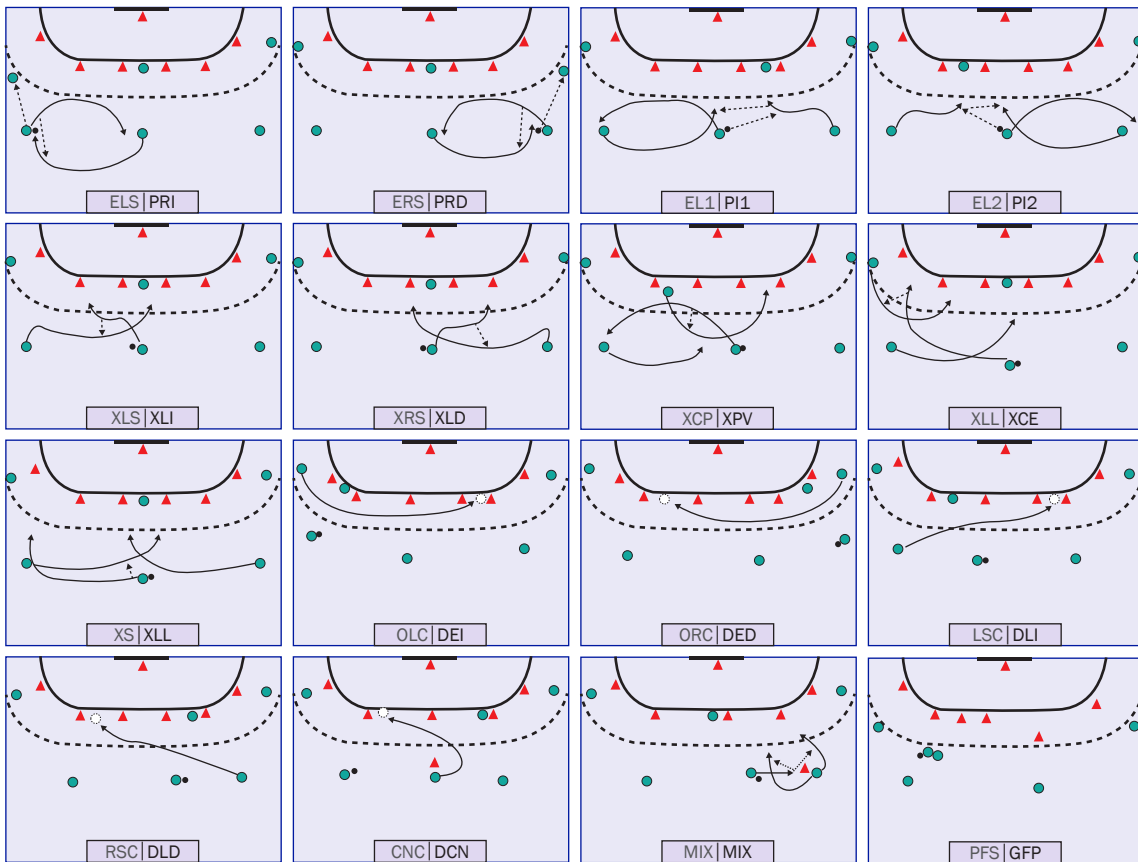 ELS|PRI
ERS|PRD
EL1|PI1
EL2|PI2
XLS|XLI
XRS|XLD
XCP|XPV
XLL|XCE
XS|XLL
OLC|DEI
ORC|DED
LSC|DLI
RSC|DLD
CNC|DCN
MIX|MIX
PFS|GFP